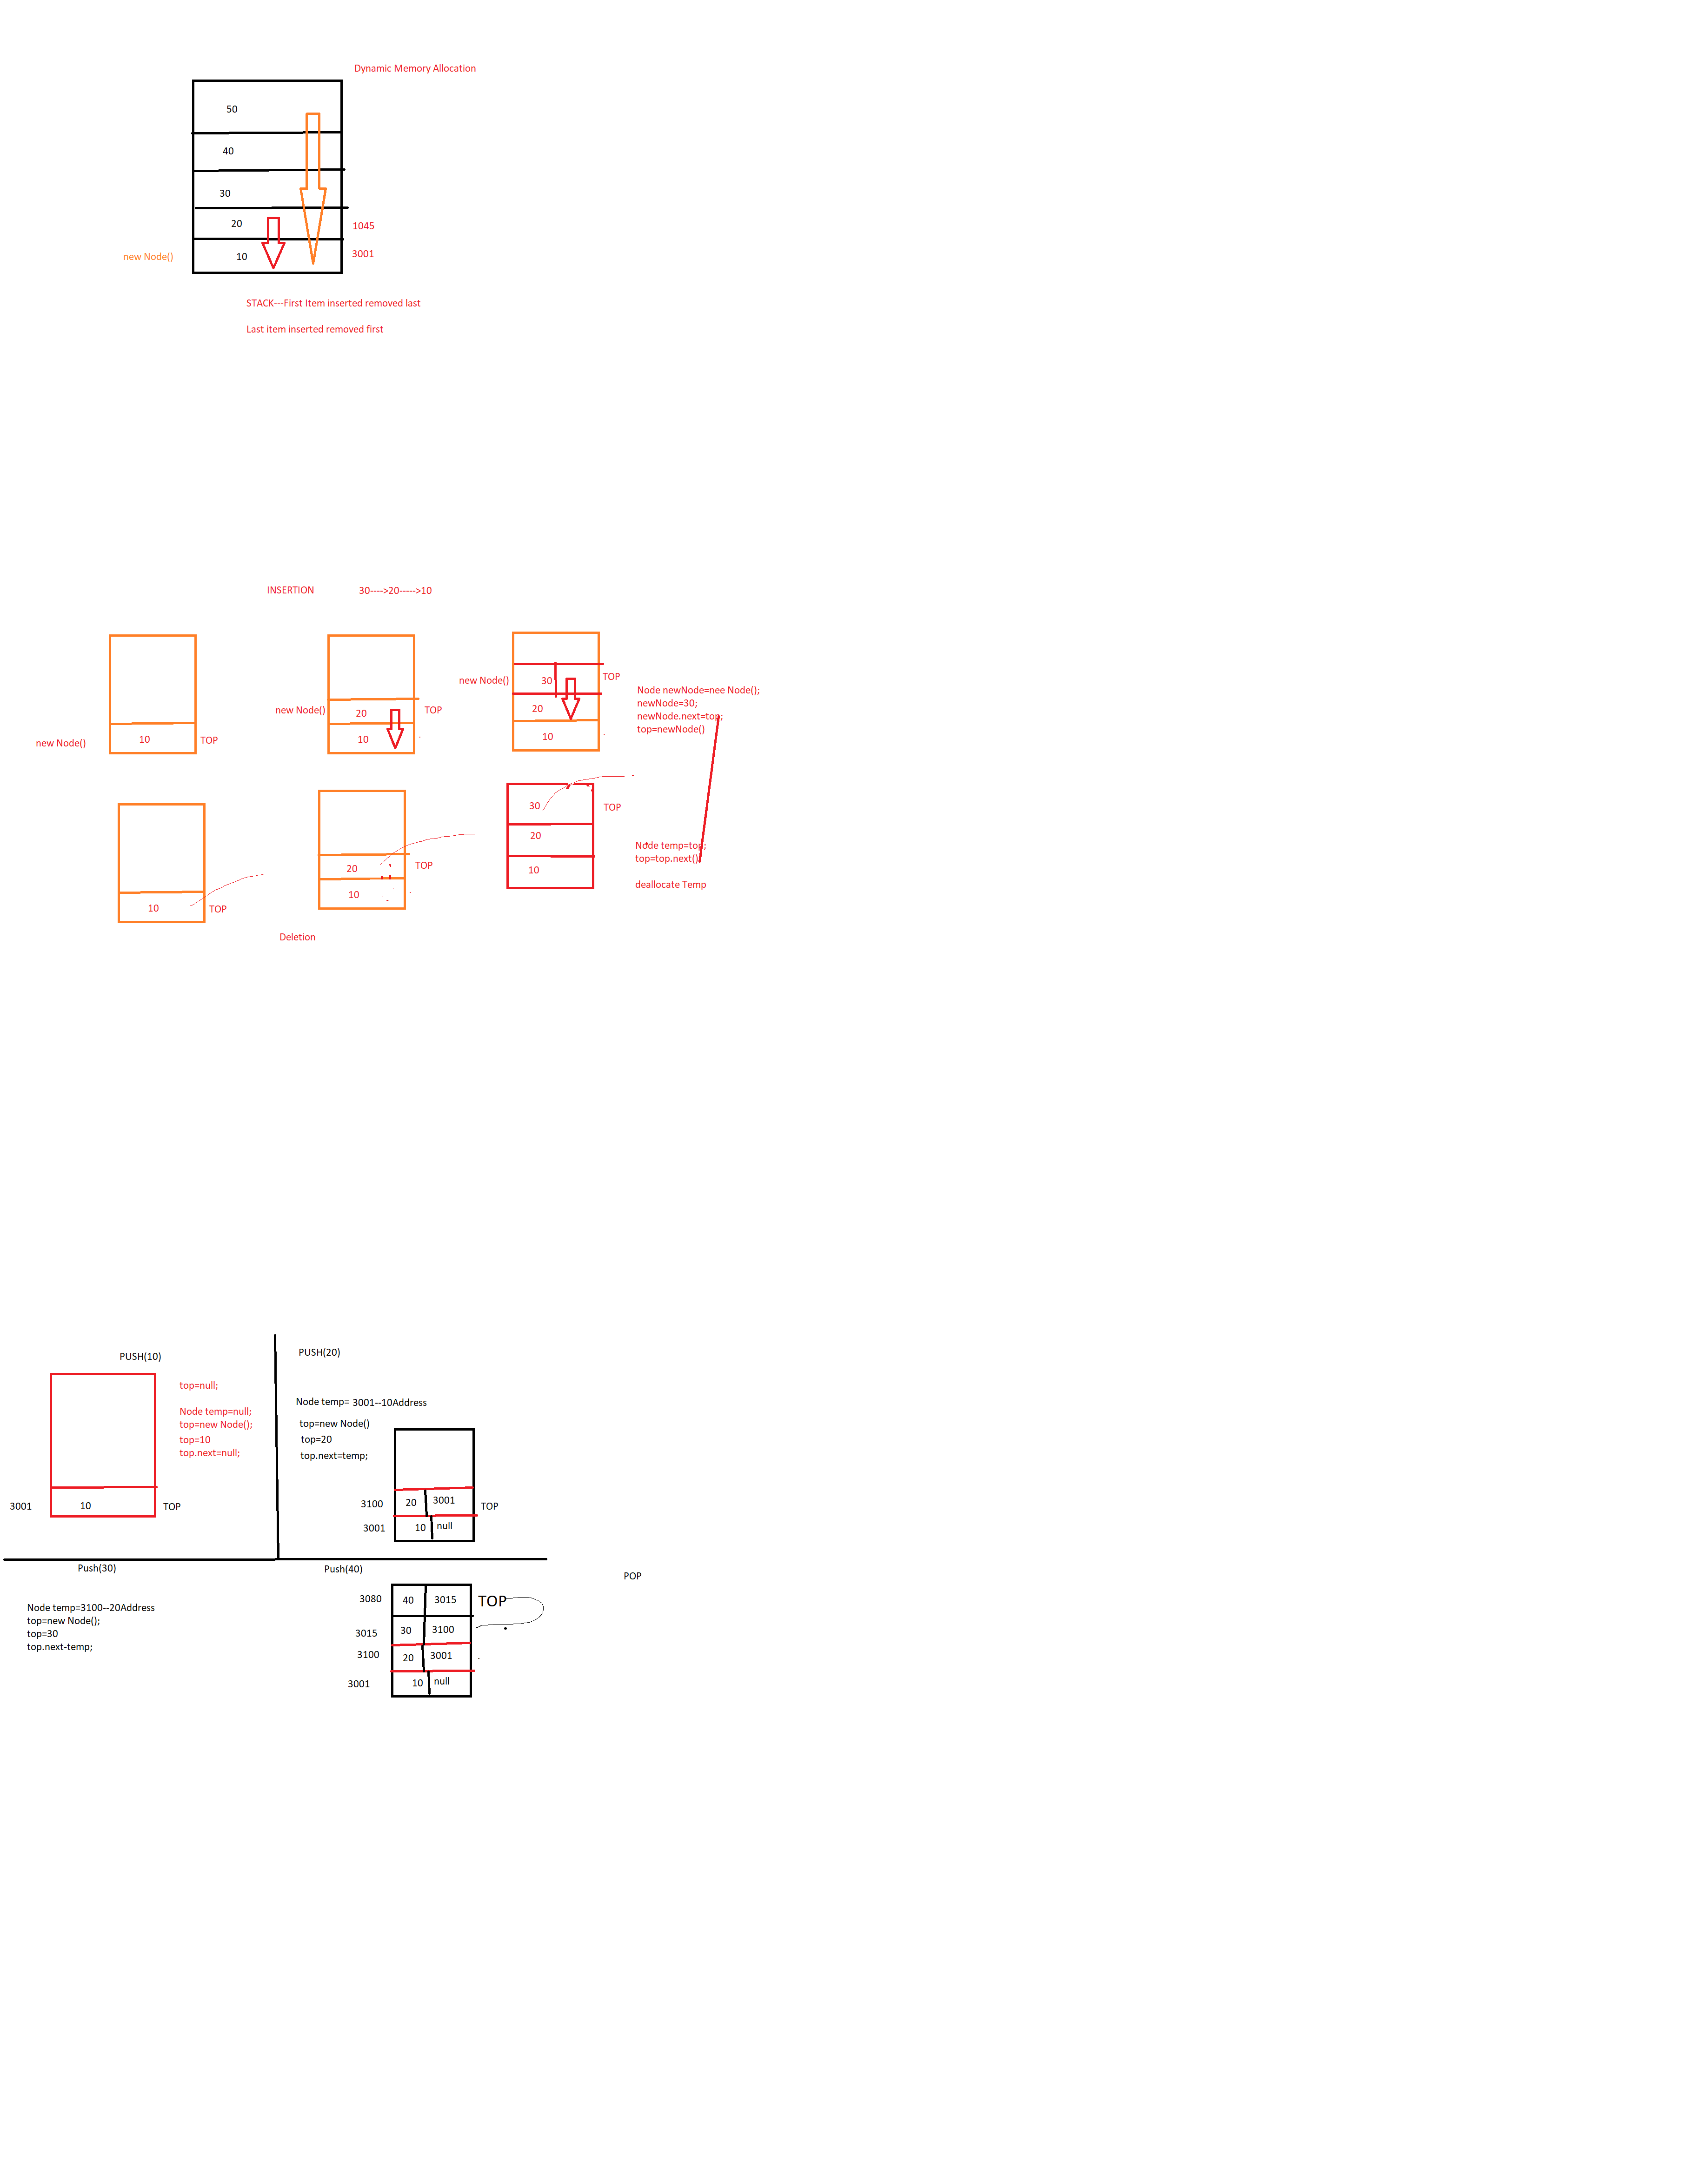 Dynamic Memory Allocation
50
40
30
20
1045
new Node()
10
3001
STACK---First Item inserted removed last
Last item inserted removed first
INSERTION
30---->20----->10
new Node()
10
TOP
new Node()
20
TOP
10
new Node()
30
TOP
20
10
Node newNode=nee Node();
newNode=30;
newNode.next=top;
top=newNode()
10
TOP
20
TOP
10
30
TOP
20
10
Node temp=top;
top=top.next()
deallocate Temp
Deletion
PUSH(10)
top=null;
Node temp=null;
top=new Node();
top=10
top.next=null;
3001
10
TOP
PUSH(20)
Node temp= 3001--10Address
top=new Node()
top=20
top.next=temp;
3100
20
3001
TOP
3001
10
null
Push(30)
Node temp=3100--20Address
top=new Node();
top=30
top.next-temp;
Push(40)
3080
40
3015
TOP
3015
30
3100
3100
20
3001
3001
10
null
POP